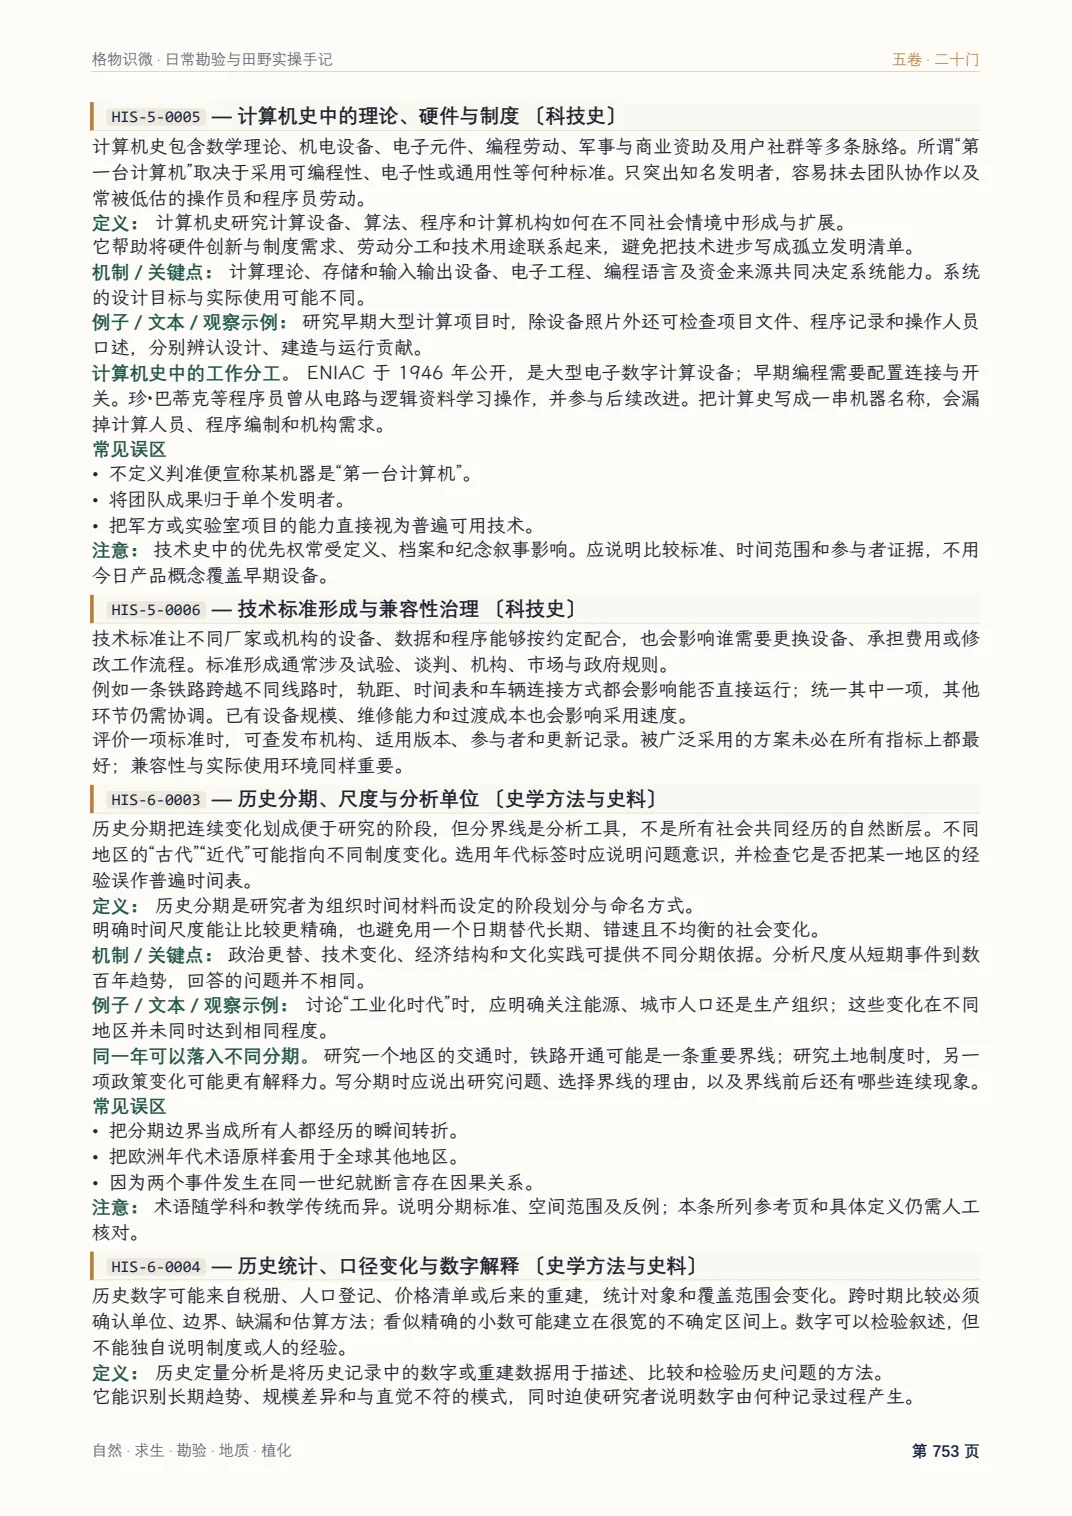 格物识微 · 日常勘验与田野实操手记
五卷 · 二十门
HIS-5-0005 — 计算机史中的理论、硬件与制度 〔科技史〕
计算机史包含数学理论、机电设备、电子元件、编程劳动、军事与商业资助及用户社群等多条脉络。所谓“第
一台计算机”取决于采用可编程性、电子性或通用性等何种标准。只突出知名发明者，容易抹去团队协作以及
常被低估的操作员和程序员劳动。
定义： 计算机史研究计算设备、算法、程序和计算机构如何在不同社会情境中形成与扩展。
它帮助将硬件创新与制度需求、劳动分工和技术用途联系起来，避免把技术进步写成孤立发明清单。
机制 / 关键点： 计算理论、存储和输入输出设备、电子工程、编程语言及资金来源共同决定系统能力。系统
的设计目标与实际使用可能不同。
例子 / 文本 / 观察示例： 研究早期大型计算项目时，除设备照片外还可检查项目文件、程序记录和操作人员
口述，分别辨认设计、建造与运行贡献。
计算机史中的工作分工。 ENIAC 于 1946 年公开，是大型电子数字计算设备；早期编程需要配置连接与开
关。珍·巴蒂克等程序员曾从电路与逻辑资料学习操作，并参与后续改进。把计算史写成一串机器名称，会漏
掉计算人员、程序编制和机构需求。
常见误区
• 不定义判准便宣称某机器是“第一台计算机”。
• 将团队成果归于单个发明者。
• 把军方或实验室项目的能力直接视为普遍可用技术。
注意： 技术史中的优先权常受定义、档案和纪念叙事影响。应说明比较标准、时间范围和参与者证据，不用
今日产品概念覆盖早期设备。
HIS-5-0006 — 技术标准形成与兼容性治理 〔科技史〕
技术标准让不同厂家或机构的设备、数据和程序能够按约定配合，也会影响谁需要更换设备、承担费用或修
改工作流程。标准形成通常涉及试验、谈判、机构、市场与政府规则。
例如一条铁路跨越不同线路时，轨距、时间表和车辆连接方式都会影响能否直接运行；统一其中一项，其他
环节仍需协调。已有设备规模、维修能力和过渡成本也会影响采用速度。
评价一项标准时，可查发布机构、适用版本、参与者和更新记录。被广泛采用的方案未必在所有指标上都最
好；兼容性与实际使用环境同样重要。
HIS-6-0003 — 历史分期、尺度与分析单位 〔史学方法与史料〕
历史分期把连续变化划成便于研究的阶段，但分界线是分析工具，不是所有社会共同经历的自然断层。不同
地区的“古代”“近代”可能指向不同制度变化。选用年代标签时应说明问题意识，并检查它是否把某一地区的经
验误作普遍时间表。
定义： 历史分期是研究者为组织时间材料而设定的阶段划分与命名方式。
明确时间尺度能让比较更精确，也避免用一个日期替代长期、错速且不均衡的社会变化。
机制 / 关键点： 政治更替、技术变化、经济结构和文化实践可提供不同分期依据。分析尺度从短期事件到数
百年趋势，回答的问题并不相同。
例子 / 文本 / 观察示例： 讨论“工业化时代”时，应明确关注能源、城市人口还是生产组织；这些变化在不同
地区并未同时达到相同程度。
同一年可以落入不同分期。 研究一个地区的交通时，铁路开通可能是一条重要界线；研究土地制度时，另一
项政策变化可能更有解释力。写分期时应说出研究问题、选择界线的理由，以及界线前后还有哪些连续现象。
常见误区
• 把分期边界当成所有人都经历的瞬间转折。
• 把欧洲年代术语原样套用于全球其他地区。
• 因为两个事件发生在同一世纪就断言存在因果关系。
注意： 术语随学科和教学传统而异。说明分期标准、空间范围及反例；本条所列参考页和具体定义仍需人工
核对。
HIS-6-0004 — 历史统计、口径变化与数字解释 〔史学方法与史料〕
历史数字可能来自税册、人口登记、价格清单或后来的重建，统计对象和覆盖范围会变化。跨时期比较必须
确认单位、边界、缺漏和估算方法；看似精确的小数可能建立在很宽的不确定区间上。数字可以检验叙述，但
不能独自说明制度或人的经验。
定义： 历史定量分析是将历史记录中的数字或重建数据用于描述、比较和检验历史问题的方法。
它能识别长期趋势、规模差异和与直觉不符的模式，同时迫使研究者说明数字由何种记录过程产生。
自然 · 求生 · 勘验 · 地质 · 植化
第 753 页